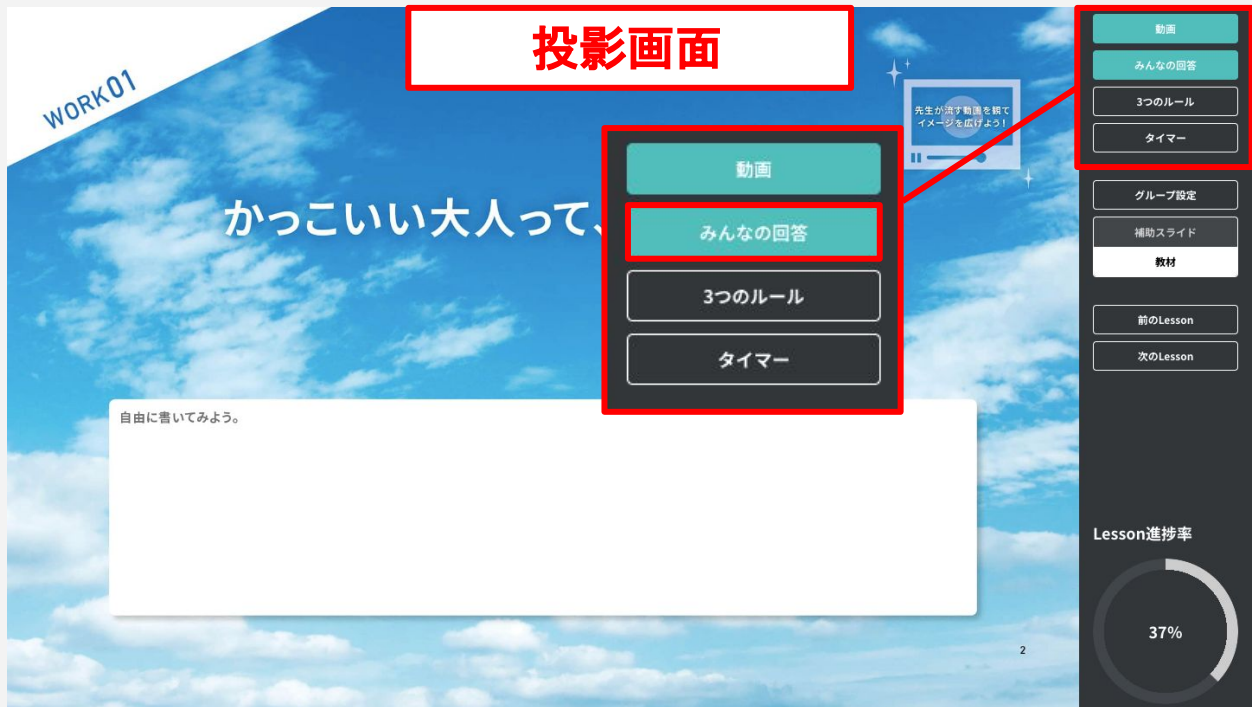 投影画面
WORK01
先生が流す動画を観て
イメージを広げよう!
かっこいい大人って、
動画
みんなの回答
3つのルール
タイマー
自由に書いてみよう。
2
動画
みんなの回答
3つのルール
タイマー
グループ設定
補助スライド
教材
前のLesson
次のLesson
Lesson進捗率
37%